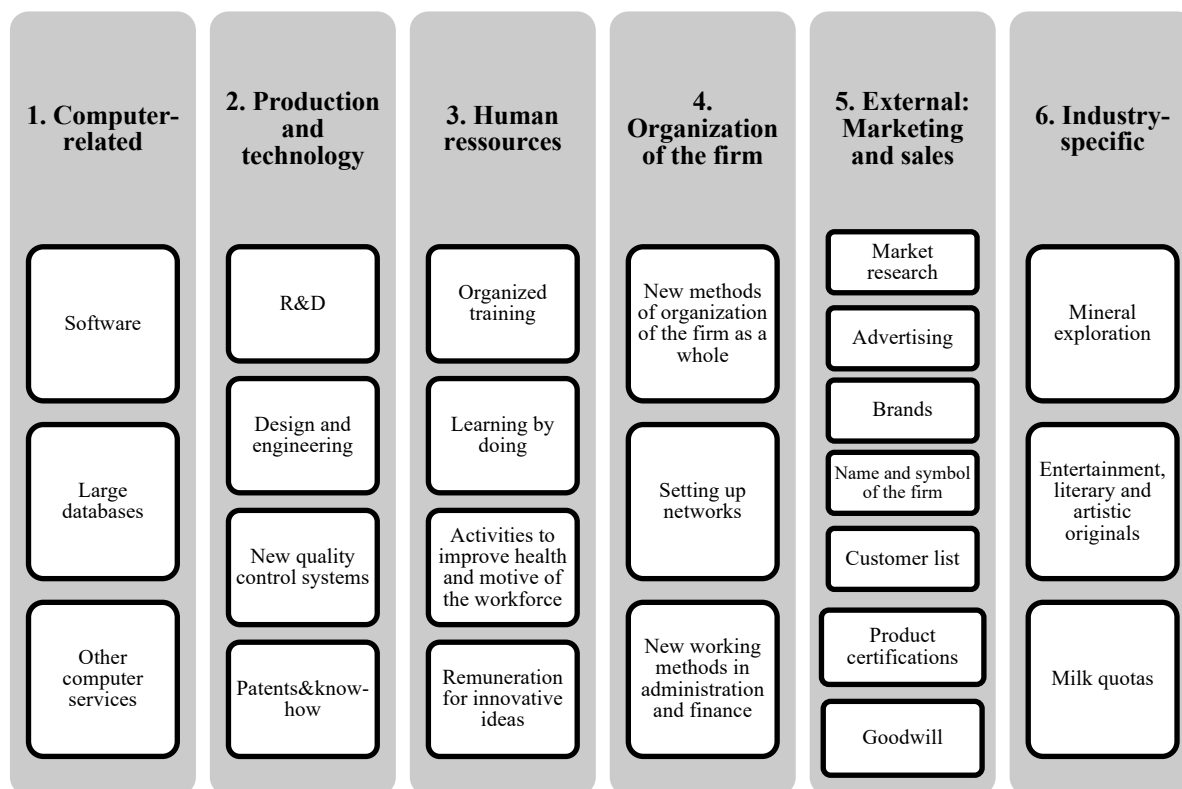 1. Computer-
related
Software
Large
databases
Other
computer
services
2. Production
and
technology
R&D
Design and
engineering
New quality
control systems
Patents&know-
how
3. Human
ressources
Organized
training
Learning by
doing
Activities to
improve health
and motive of
the workforce
Remuneration
for innovative
ideas
4.
Organization
of the firm
New methods
of organization
of the firm as a
whole
Setting up
networks
New working
methods in
administration
and finance
5. External:
Marketing
and sales
Market
research
Advertising
Brands
Name and symbol
of the firm
Customer list
Product
certifications
Goodwill
6. Industry-
specific
Mineral
exploration
Entertainment,
literary and
artistic
originals
Milk quotas